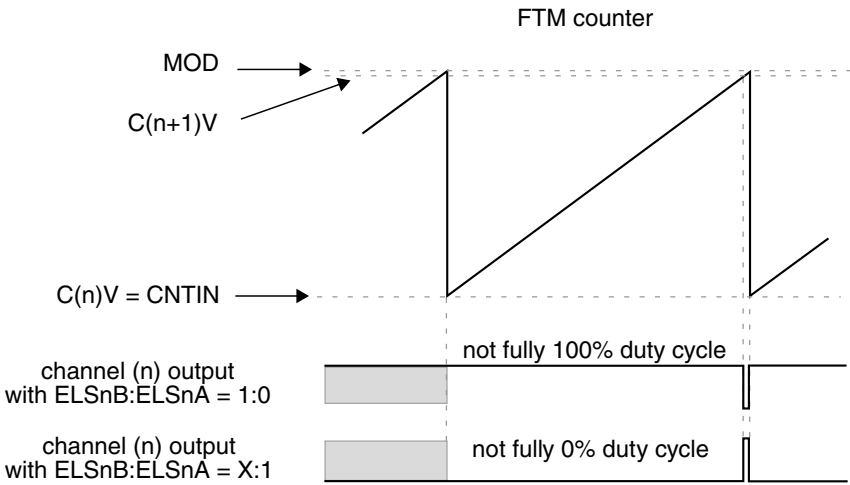 FTM counter
MOD
C(n+1)V
C(n)V = CNTIN
not fully 100% duty cycle
channel (n) output
with ELSnB:ELSnA = 1:0
channel (n) output
with ELSnB:ELSnA = X:1
not fully 0% duty cycle